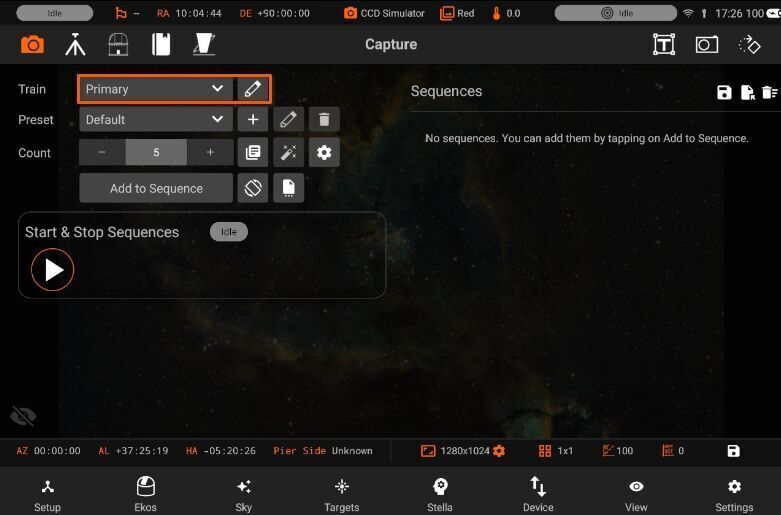 Idle – RA 10:04:44 DE +90:00:00 CCD Simulator Red 0.0 Idle 17:26 100
Capture
Train Primary
Preset Default
Count − 5 +
Add to Sequence
Start & Stop Sequences Idle
Sequences
No sequences. You can add them by tapping on Add to Sequence.
AZ 00:00:00 AL +37:25:19 HA -05:20:26 Pier Side Unknown 1280x1024 1x1 100 0
Setup Ekos Sky Targets Stella Device View Settings